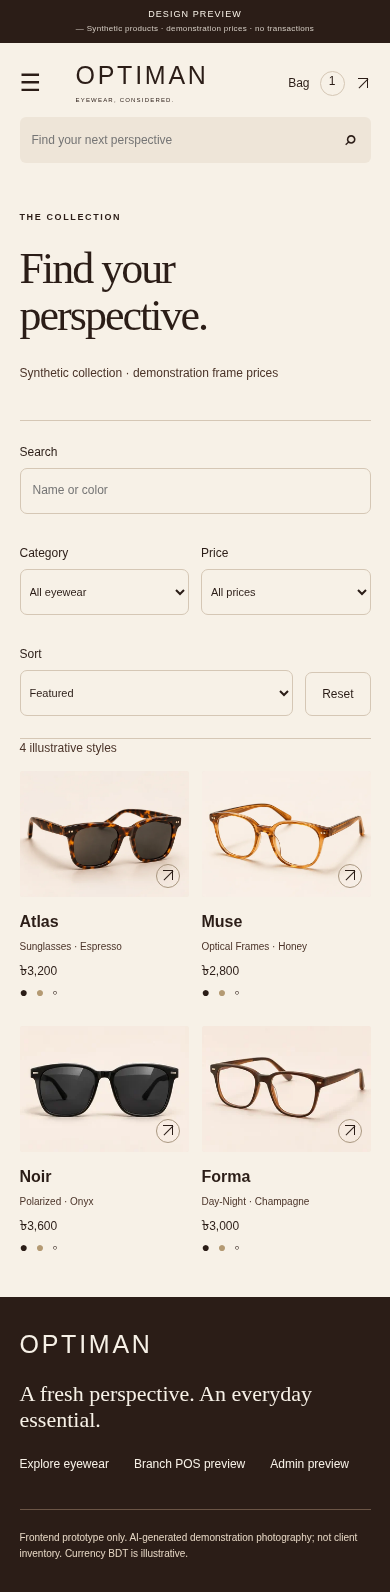 DESIGN PREVIEW
— Synthetic products · demonstration prices · no transactions
OPTIMAN
EYEWEAR, CONSIDERED.
Bag 1
Find your next perspective
THE COLLECTION
Find your
perspective.
Synthetic collection · demonstration frame prices
Search
Name or color
Category Price
All eyewear All prices
Sort
Featured Reset
4 illustrative styles
Atlas
Sunglasses · Espresso
৳3,200
Muse
Optical Frames · Honey
৳2,800
Noir
Polarized · Onyx
৳3,600
Forma
Day-Night · Champagne
৳3,000
OPTIMAN
A fresh perspective. An everyday
essential.
Explore eyewear Branch POS preview Admin preview
Frontend prototype only. AI-generated demonstration photography; not client
inventory. Currency BDT is illustrative.